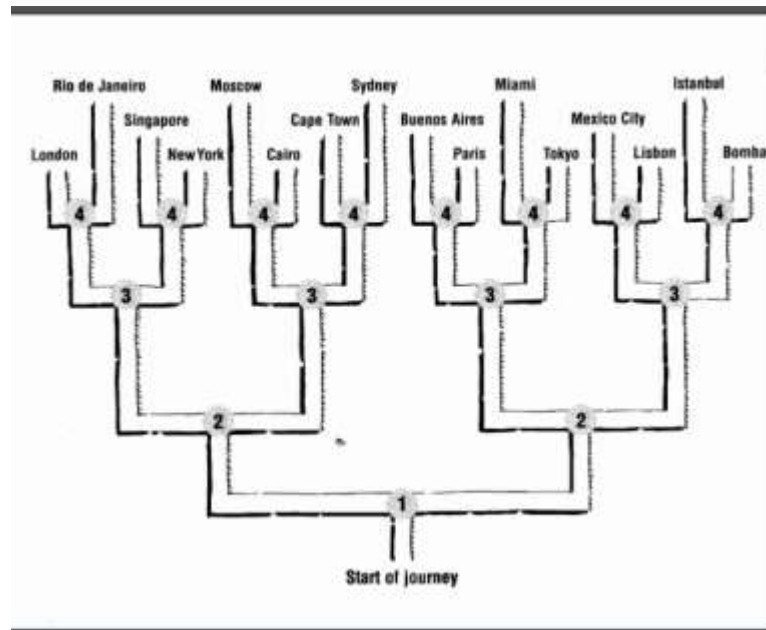 Rio de Janeiro Moscow Sydney Miami Istanbul
Singapore Cape Town Buenos Aires Mexico City
London New York Cairo Paris Tokyo Lisbon Bomba
4 4 4 4 4 4 4 4
3 3 3 3
2 2
1
Start of journey